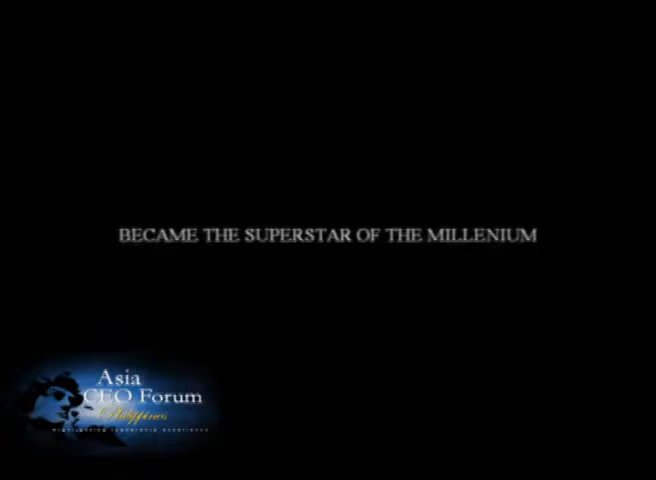 BECAME THE SUPERSTAR OF THE MILLENIUM
Asia
CEO Forum
Philippines